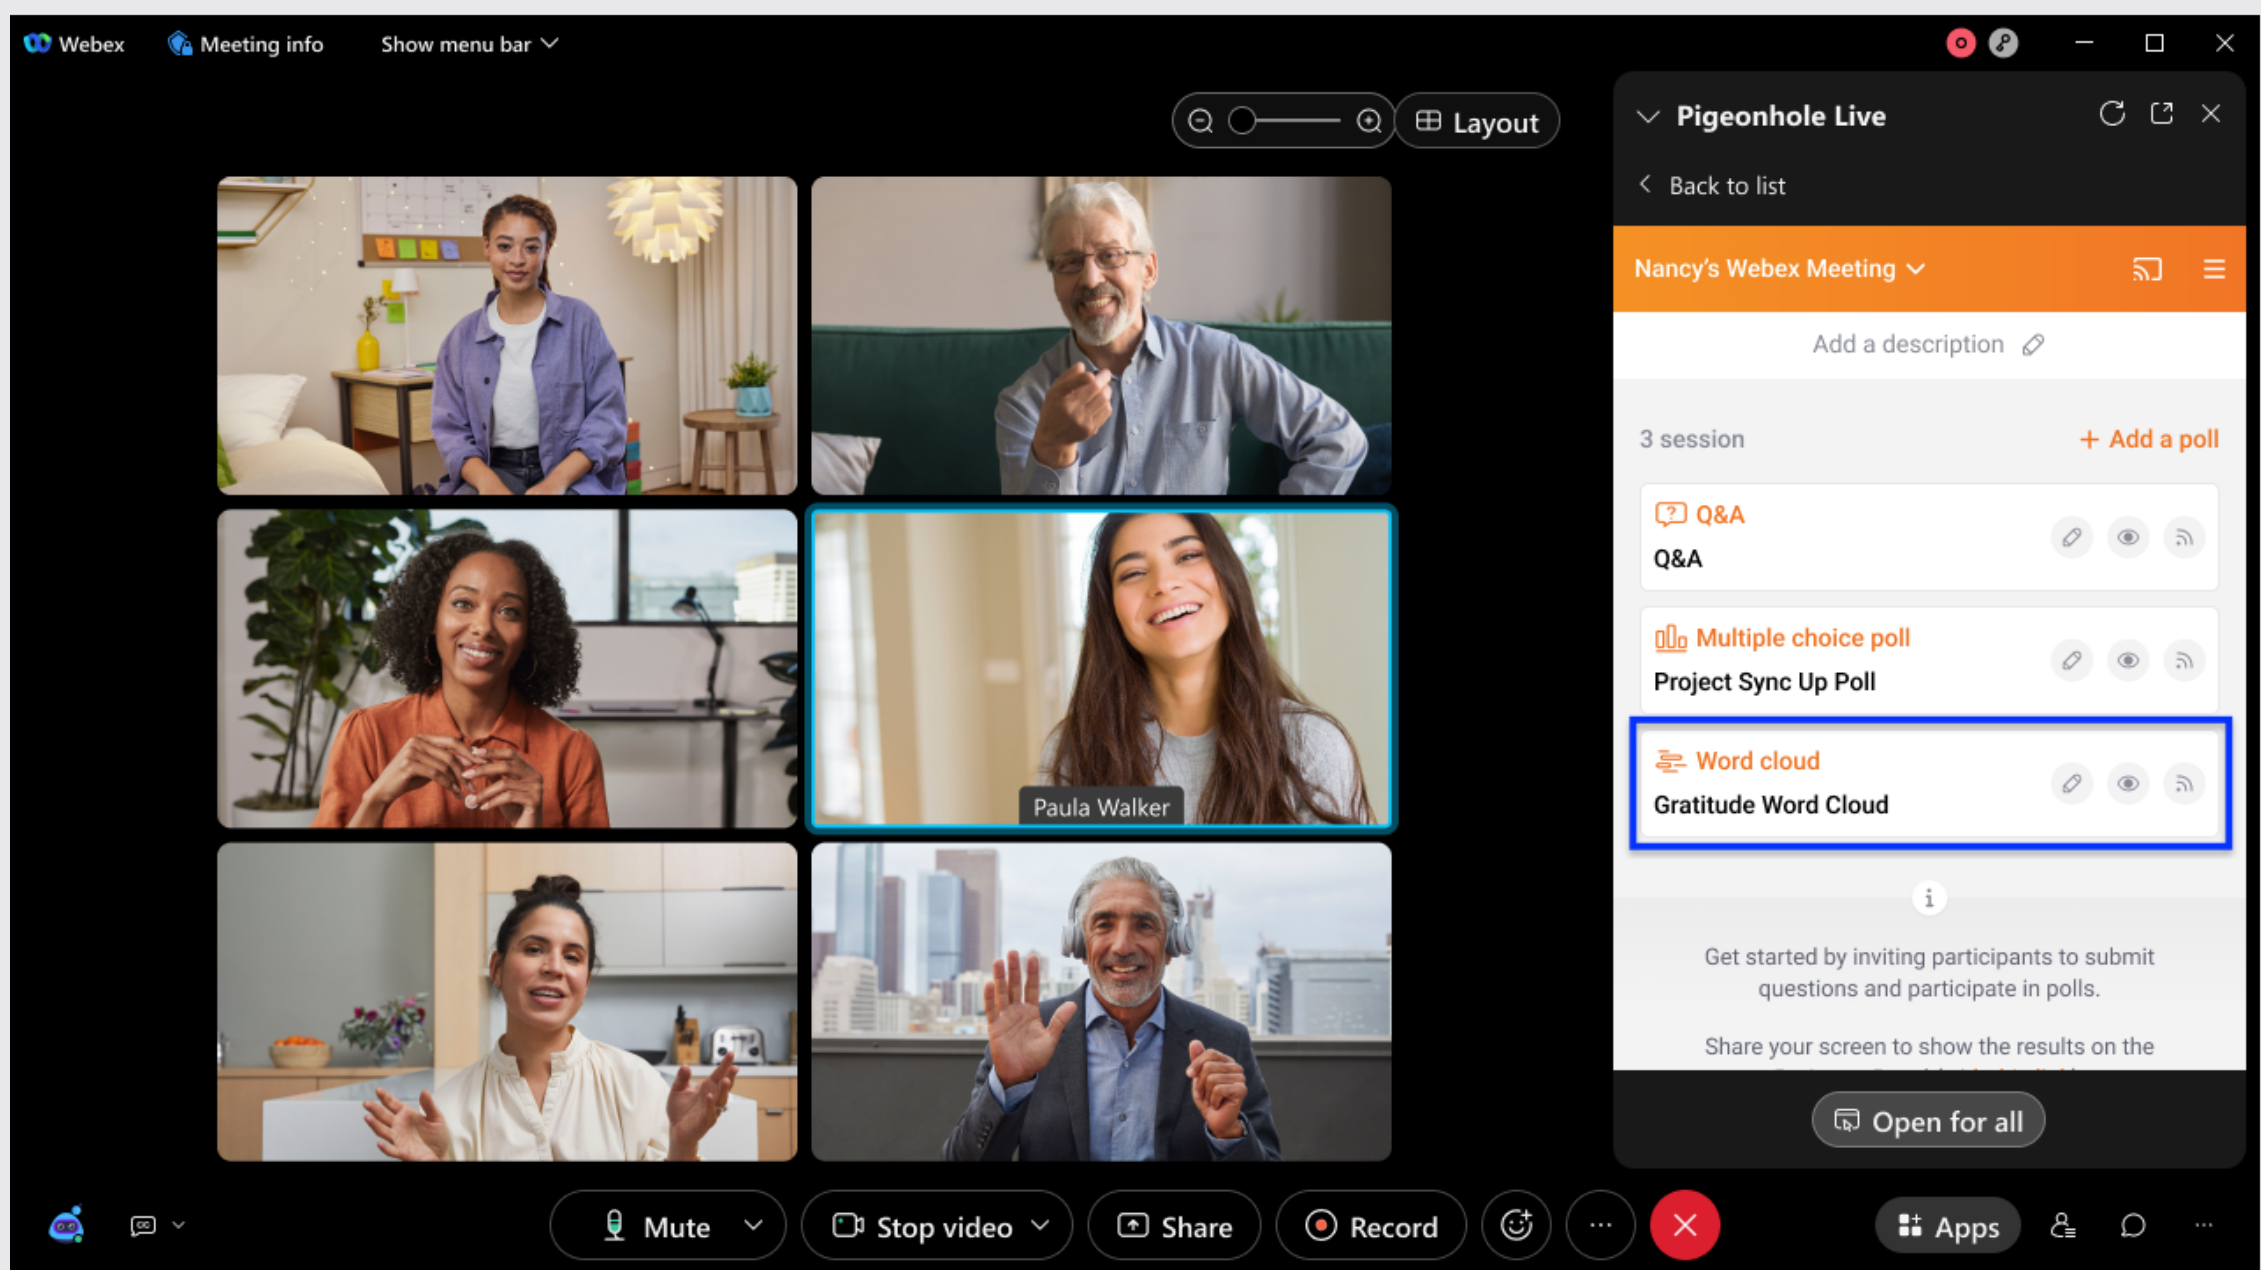 Webex
Meeting info
Show menu bar
Layout
Paula Walker
Pigeonhole Live
Back to list
Nancy's Webex Meeting
Add a description
3 session
+ Add a poll
Q&A
Q&A
Multiple choice poll
Project Sync Up Poll
Word cloud
Gratitude Word Cloud
i
Get started by inviting participants to submit
questions and participate in polls.
Share your screen to show the results on the
Open for all
Mute
Stop video
Share
Record
Apps